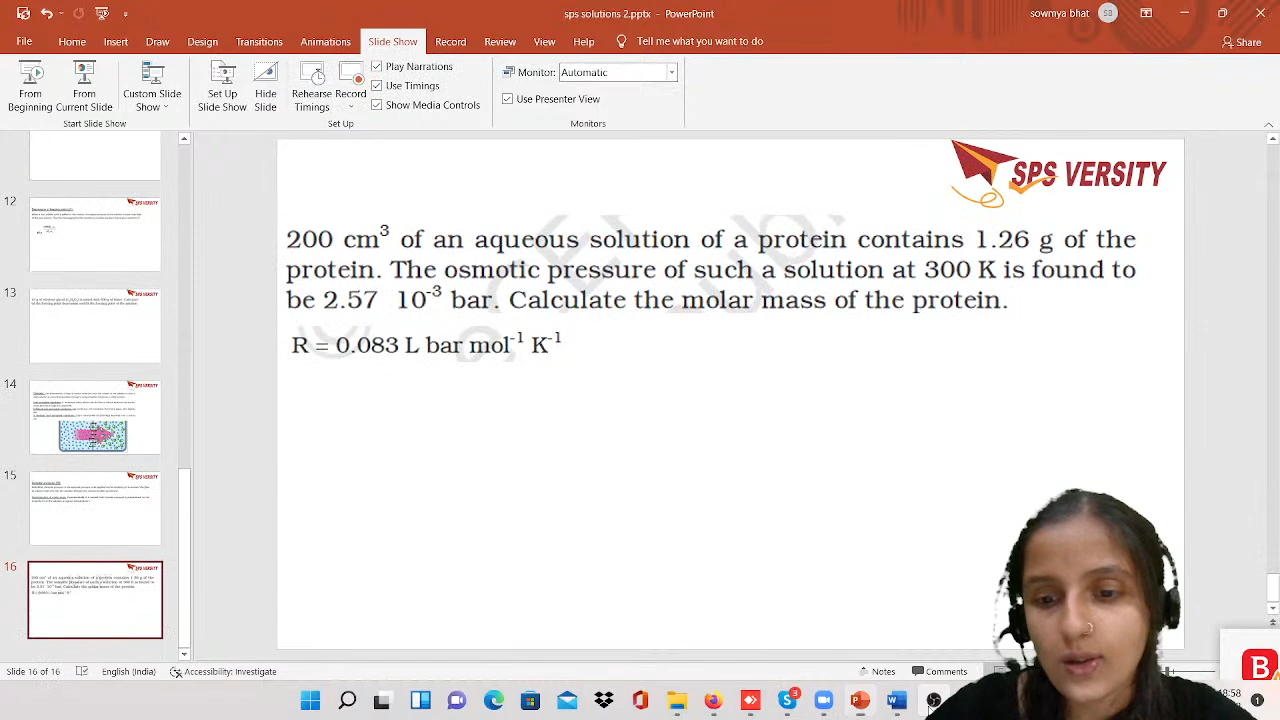 sps solutions 2.pptx - PowerPoint
sowmya bhat SB
File Home Insert Draw Design Transitions Animations Slide Show Record Review View Help Tell me what you want to do Share
From Beginning
From Current Slide
Custom Slide Show
Set Up Slide Show
Hide Slide
Rehearse Timings
Record
Play Narrations
Use Timings
Show Media Controls
Monitor: Automatic
Use Presenter View
Start Slide Show Set Up Monitors
12
13
14
15
16
SPS VERSITY
200 cm³ of an aqueous solution of a protein contains 1.26 g of the
protein. The osmotic pressure of such a solution at 300 K is found to
be 2.57 10⁻³ bar. Calculate the molar mass of the protein.
R = 0.083 L bar mol⁻¹ K⁻¹
Slide 16 of 16 English (India) Accessibility: Investigate Notes Comments